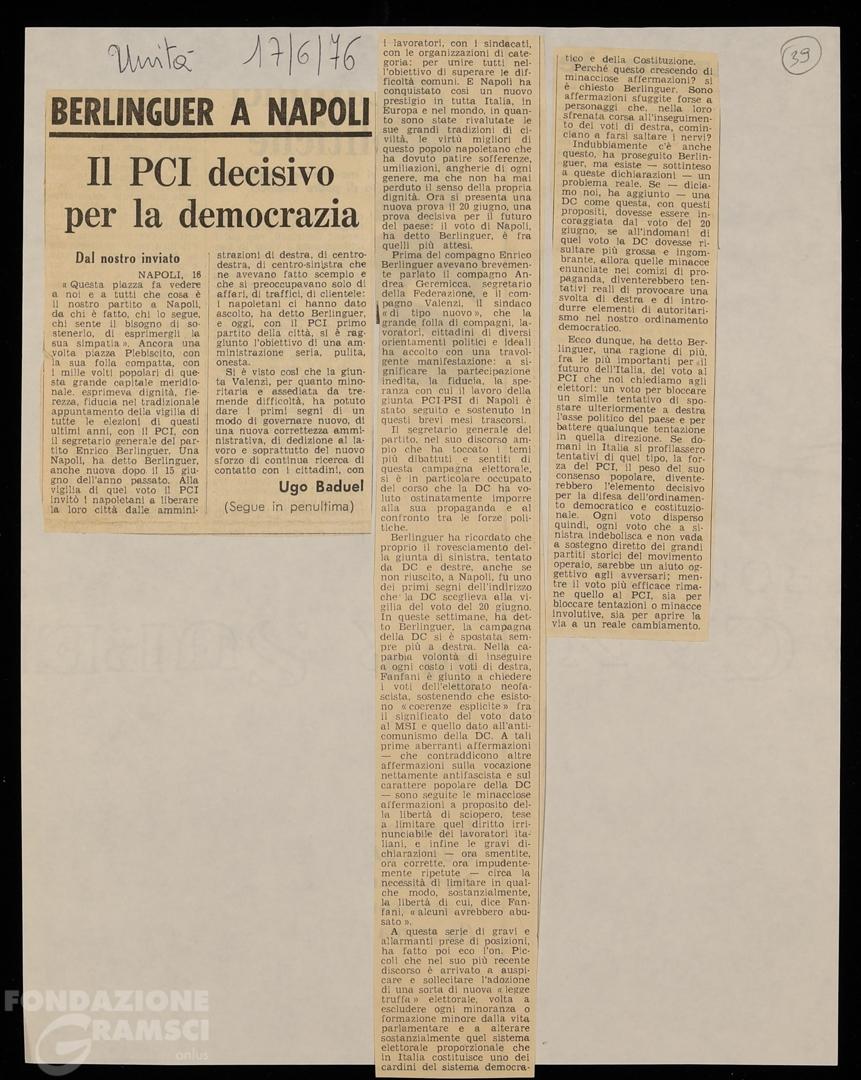 Unità 17/6/76
39
BERLINGUER A NAPOLI
Il PCI decisivo
per la democrazia
Dal nostro inviato
NAPOLI, 16
« Questa piazza fa vedere
a noi e a tutti che cosa è
il nostro partito a Napoli,
da chi è fatto, chi lo segue,
chi sente il bisogno di so-
stenerlo, di esprimergli la
sua simpatia ». Ancora una
volta piazza Plebiscito, con
la sua folla compatta, con
i mille volti popolari di que-
sta grande capitale meridio-
nale, esprimeva dignità, fie-
rezza, fiducia nel tradizionale
appuntamento della vigilia di
tutte le elezioni di questi
ultimi anni, con il PCI, con
il segretario generale del par-
tito Enrico Berlinguer. Una
Napoli, ha detto Berlinguer,
anche nuova dopo il 15 giu-
gno dell'anno passato. Alla
vigilia di quel voto il PCI
invitò i napoletani a liberare
la loro città dalle ammini-
strazioni di destra, di centro-
destra, di centro-sinistra che
ne avevano fatto scempio e
che si preoccupavano solo di
affari, di traffici, di clientele:
i napoletani ci hanno dato
ascolto, ha detto Berlinguer,
e oggi, con il PCI primo
partito della città, si è rag-
giunto l'obiettivo di una am-
ministrazione seria, pulita,
onesta.
Si è visto così che la giun-
ta Valenzi, per quanto mino-
ritaria e assediata da tre-
mende difficoltà, ha potuto
dare i primi segni di un
modo di governare nuovo, di
una nuova correttezza ammi-
nistrativa, di dedizione al la-
voro e soprattutto del nuovo
sforzo di continua ricerca di
contatto con i cittadini, con
Ugo Baduel
(Segue in penultima)
i lavoratori, con i sindacati,
con le organizzazioni di cate-
goria: per unire tutti nel-
l'obiettivo di superare le dif-
ficoltà comuni. E Napoli ha
conquistato così un nuovo
prestigio in tutta Italia, in
Europa e nel mondo, in quan-
to sono state rivalutate le
sue grandi tradizioni di ci-
viltà, le virtù migliori di
questo popolo napoletano che
ha dovuto patire sofferenze,
umiliazioni, angherie di ogni
genere, ma che non ha mai
perduto il senso della propria
dignità. Ora si presenta una
nuova prova il 20 giugno, una
prova decisiva per il futuro
del paese: il voto di Napoli,
ha detto Berlinguer, è fra
quelli più attesi.
Prima del compagno Enrico
Berlinguer avevano brevemen-
te parlato il compagno An-
drea Geremicca, segretario
della Federazione, e il com-
pagno Valenzi, il sindaco
« di tipo nuovo », che la
grande folla di compagni, la-
voratori, cittadini di diversi
orientamenti politici e ideali
ha accolto con una travol-
gente manifestazione: a si-
gnificare la partecipazione
inedita, la fiducia, la spe-
ranza con cui il lavoro della
giunta PCI-PSI di Napoli è
stato seguito e sostenuto in
questi brevi mesi trascorsi.
Il segretario generale del
partito, nel suo discorso am-
pio che ha toccato i temi
più dibattuti e sentiti di
questa campagna elettorale,
si è in particolare occupato
del corso che la DC ha vo-
luto ostinatamente imporre
alla sua propaganda e al
confronto tra le forze poli-
tiche.
Berlinguer ha ricordato che
proprio il rovesciamento del-
la giunta di sinistra, tentato
da DC e destre, anche se
non riuscito, a Napoli, fu uno
dei primi segni dell'indirizzo
che la DC sceglieva alla vi-
gilia del voto del 20 giugno.
In queste settimane, ha det-
to Berlinguer, la campagna
della DC si è spostata sem-
pre più a destra. Nella ca-
parbia volontà di inseguire
a ogni costo i voti di destra,
Fanfani è giunto a chiedere
i voti dell'elettorato neofa-
scista, sostenendo che esisto-
no « coerenze esplicite » fra
il significato del voto dato
al MSI e quello dato all'anti-
comunismo della DC. A tali
prime aberranti affermazioni
— che contraddicono altre
affermazioni sulla vocazione
nettamente antifascista e sul
carattere popolare della DC
— sono seguite le minacciose
affermazioni a proposito del-
la libertà di sciopero, tese
a limitare quel diritto irri-
nunciabile dei lavoratori ita-
liani, e infine le gravi di-
chiarazioni — ora smentite,
ora corrette, ora impudente-
mente ripetute — circa la
necessità di limitare in qual-
che modo, sostanzialmente,
la libertà di cui, dice Fan-
fani, « alcuni avrebbero abu-
sato ».
A questa serie di gravi e
allarmanti prese di posizioni,
ha fatto poi eco l'on. Pic-
coli che nel suo più recente
discorso è arrivato a auspi-
care e sollecitare l'adozione
di una sorta di nuova « legge
truffa » elettorale, volta a
escludere ogni minoranza o
formazione minore dalla vita
parlamentare e a alterare
sostanzialmente quel sistema
elettorale proporzionale che
in Italia costituisce uno dei
cardini del sistema democra-
tico e della Costituzione.
Perché questo crescendo di
minacciose affermazioni? si
è chiesto Berlinguer. Sono
affermazioni sfuggite forse a
personaggi che, nella loro
sfrenata corsa all'inseguimen-
to dei voti di destra, comin-
ciano a farsi saltare i nervi?
Indubbiamente c'è anche
questo, ha proseguito Berlin-
guer, ma esiste — sottinteso
a queste dichiarazioni — un
problema reale. Se — dicia-
mo noi, ha aggiunto — una
DC come questa, con questi
propositi, dovesse essere in-
coraggiata dal voto del 20
giugno, se all'indomani di
quel voto la DC dovesse ri-
sultare più grossa e ingom-
brante, allora quelle minacce
enunciate nei comizi di pro-
paganda, diventerebbero ten-
tativi reali di provocare una
svolta di destra e di intro-
durre elementi di autoritari-
smo nel nostro ordinamento
democratico.
Ecco dunque, ha detto Ber-
linguer, una ragione di più,
fra le più importanti per il
futuro dell'Italia, del voto al
PCI che noi chiediamo agli
elettori: un voto per bloccare
un simile tentativo di spo-
stare ulteriormente a destra
l'asse politico del paese e per
battere qualunque tentazione
in quella direzione. Se do-
mani in Italia si profilassero
tentativi di quel tipo, la for-
za del PCI, il peso del suo
consenso popolare, divente-
rebbero l'elemento decisivo
per la difesa dell'ordinamen-
to democratico e costituzio-
nale. Ogni voto disperso
quindi, ogni voto che a si-
nistra indebolisca e non vada
a sostegno diretto dei grandi
partiti storici del movimento
operaio, sarebbe un aiuto og-
gettivo agli avversari; men-
tre il voto più efficace rima-
ne quello al PCI, sia per
bloccare tentazioni o minacce
involutive, sia per aprire la
via a un reale cambiamento.
FONDAZIONE
GRAMSCI
onlus